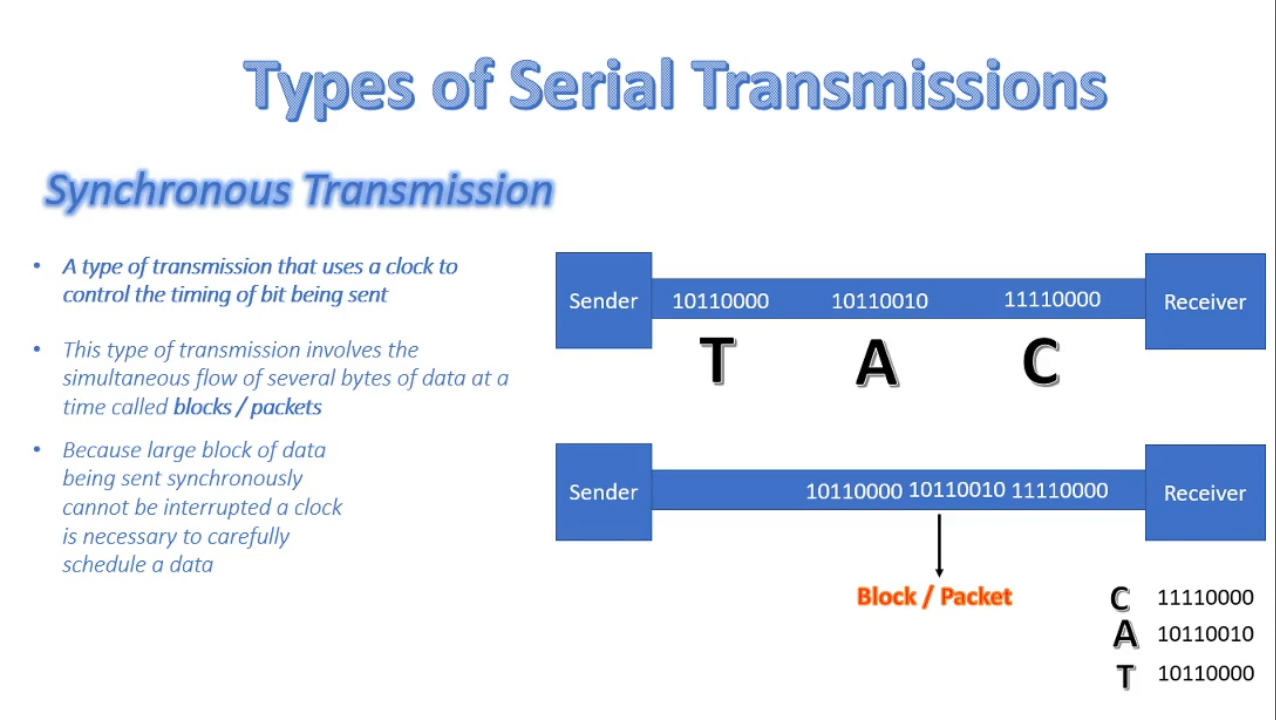 Types of Serial Transmissions
Synchronous Transmission
• A type of transmission that uses a clock to
control the timing of bit being sent
• This type of transmission involves the
simultaneous flow of several bytes of data at a
time called blocks / packets
• Because large block of data
being sent synchronously
cannot be interrupted a clock
is necessary to carefully
schedule a data
Sender 10110000 10110010 11110000 Receiver
T A C
Sender 10110000 10110010 11110000 Receiver
Block / Packet
C 11110000
A 10110010
T 10110000